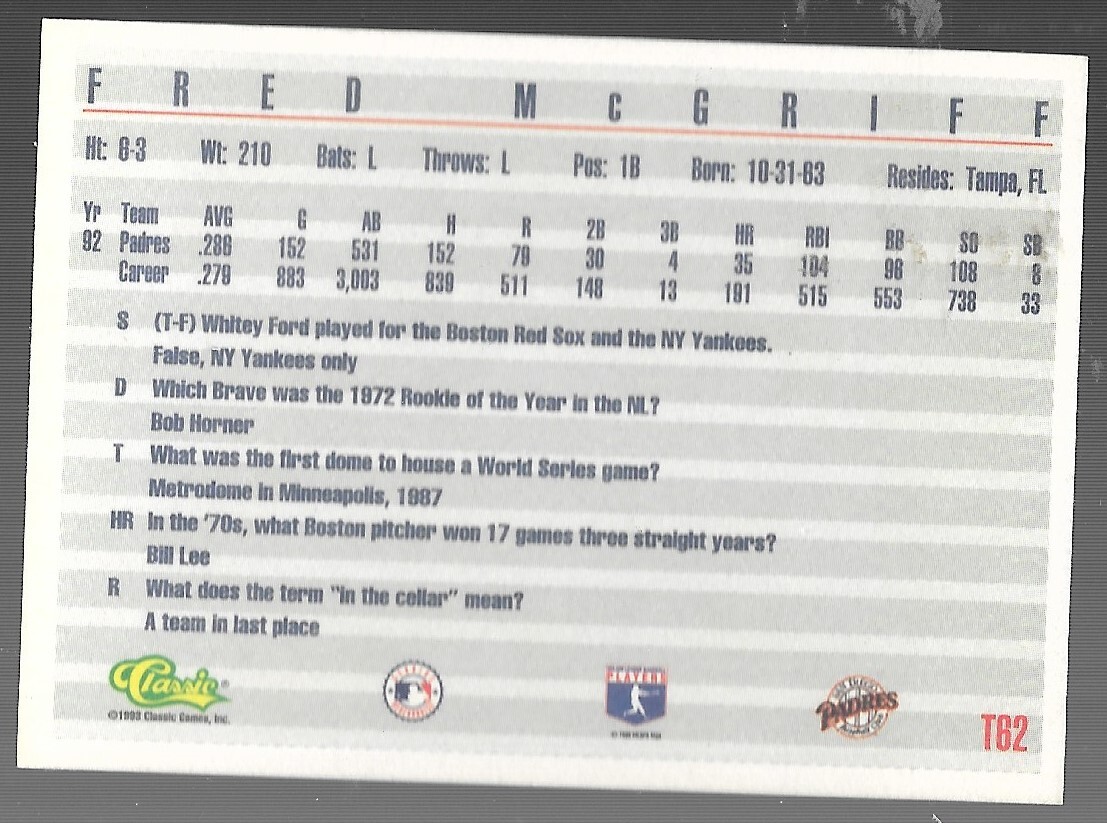 FRED MCGRIFF
Ht: 6-3 Wt: 210 Bats: L Throws: L Pos: 1B Born: 10-31-63 Resides: Tampa, FL
Yr Team AVG G AB H R 2B 3B HR RBI BB SO SB
92 Padres .286 152 531 152 79 30 4 35 104 96 108 8
Career .279 883 3,003 839 511 148 13 191 515 553 738 33
S (T-F) Whitey Ford played for the Boston Red Sox and the NY Yankees.
False, NY Yankees only
D Which Brave was the 1972 Rookie of the Year in the NL?
Bob Horner
T What was the first dome to house a World Series game?
Metrodome in Minneapolis, 1987
HR In the '70s, what Boston pitcher won 17 games three straight years?
Bill Lee
R What does the term "in the cellar" mean?
A team in last place
Classic®
©1993 Classic Games, Inc.
PLAYERS
PADRES
T62